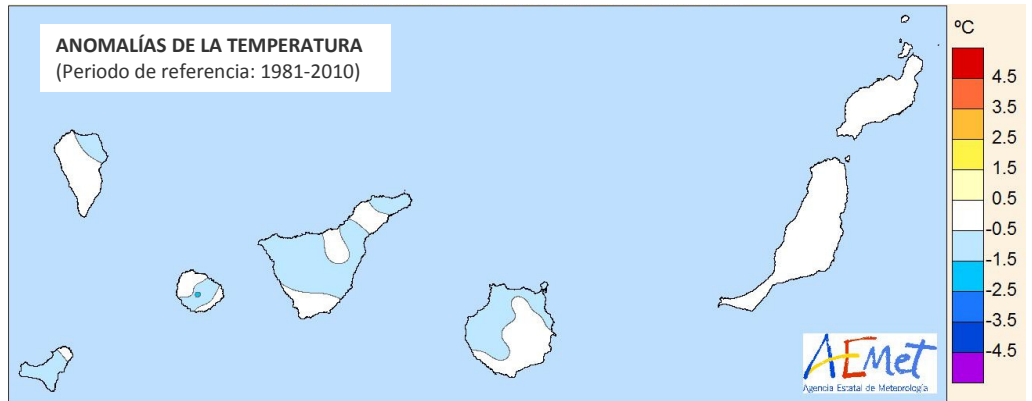 ANOMALÍAS DE LA TEMPERATURA
(Periodo de referencia: 1981-2010)
ºC
4.5
3.5
2.5
1.5
0.5
-0.5
-1.5
-2.5
-3.5
-4.5
AEMet
Agencia Estatal de Meteorología